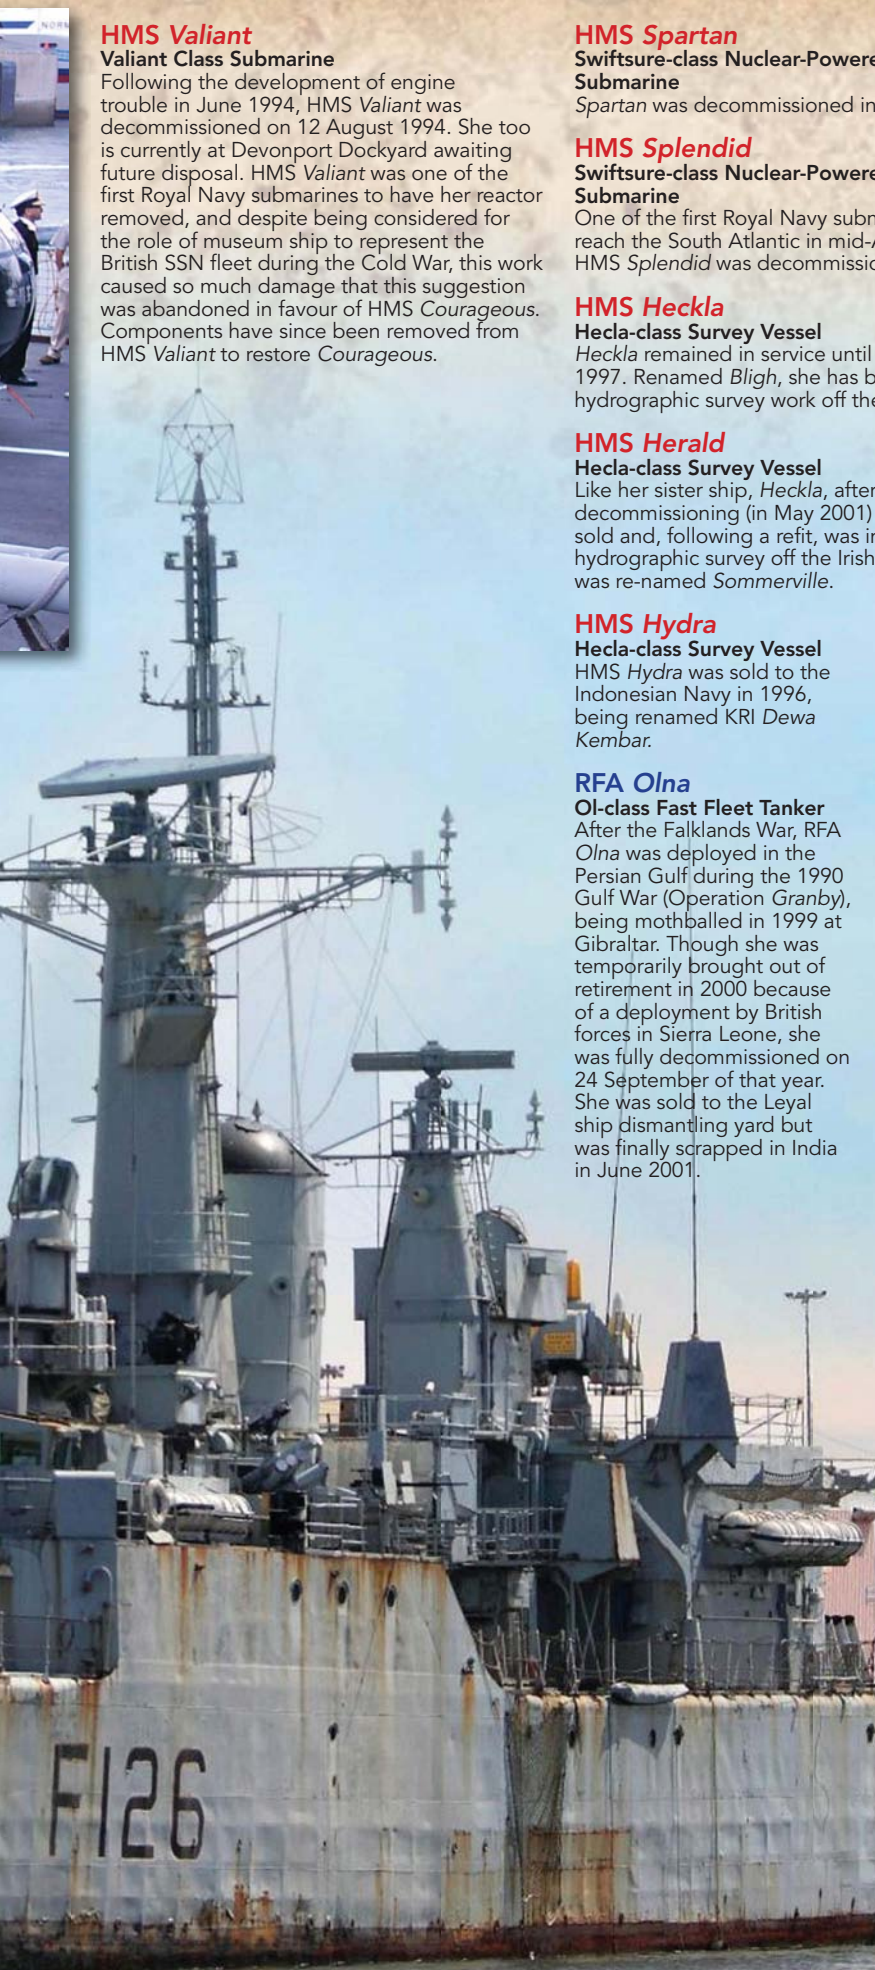 NORM
HMS Valiant
Valiant Class Submarine
Following the development of engine
trouble in June 1994, HMS Valiant was
decommissioned on 12 August 1994. She too
is currently at Devonport Dockyard awaiting
future disposal. HMS Valiant was one of the
first Royal Navy submarines to have her reactor
removed, and despite being considered for
the role of museum ship to represent the
British SSN fleet during the Cold War, this work
caused so much damage that this suggestion
was abandoned in favour of HMS Courageous.
Components have since been removed from
HMS Valiant to restore Courageous.
HMS Spartan
Swiftsure-class Nuclear-Powere
Submarine
Spartan was decommissioned in
HMS Splendid
Swiftsure-class Nuclear-Powere
Submarine
One of the first Royal Navy subm
reach the South Atlantic in mid-A
HMS Splendid was decommissio
HMS Heckla
Hecla-class Survey Vessel
Heckla remained in service until
1997. Renamed Bligh, she has b
hydrographic survey work off the
HMS Herald
Hecla-class Survey Vessel
Like her sister ship, Heckla, after
decommissioning (in May 2001)
sold and, following a refit, was in
hydrographic survey off the Irish
was re-named Sommerville.
HMS Hydra
Hecla-class Survey Vessel
HMS Hydra was sold to the
Indonesian Navy in 1996,
being renamed KRI Dewa
Kembar.
RFA Olna
Ol-class Fast Fleet Tanker
After the Falklands War, RFA
Olna was deployed in the
Persian Gulf during the 1990
Gulf War (Operation Granby),
being mothballed in 1999 at
Gibraltar. Though she was
temporarily brought out of
retirement in 2000 because
of a deployment by British
forces in Sierra Leone, she
was fully decommissioned on
24 September of that year.
She was sold to the Leyal
ship dismantling yard but
was finally scrapped in India
in June 2001.
F126